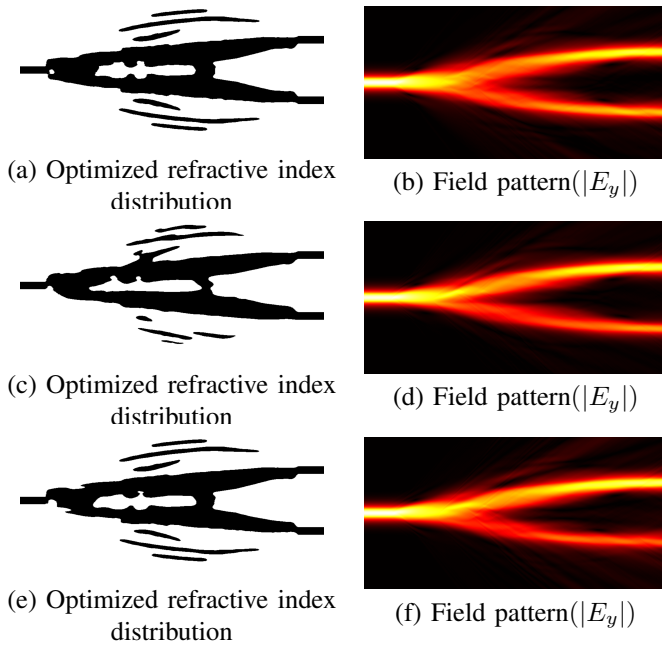 (a) Optimized refractive index
distribution
(b) Field pattern(|E_y|)
(c) Optimized refractive index
distribution
(d) Field pattern(|E_y|)
(e) Optimized refractive index
distribution
(f) Field pattern(|E_y|)